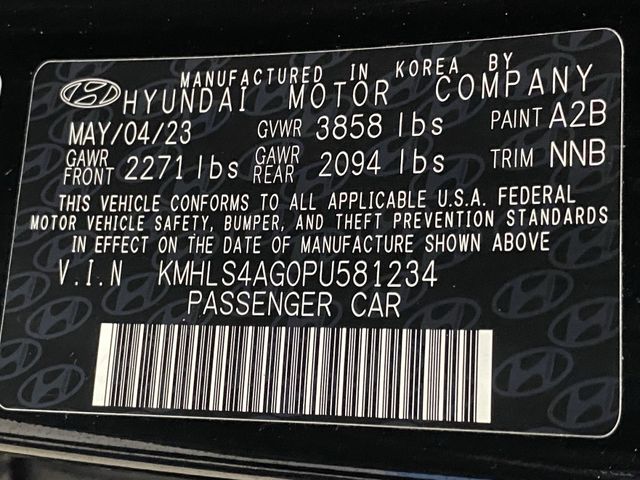 MANUFACTURED IN KOREA BY
HYUNDAI MOTOR COMPANY
MAY/04/23 GVWR 3858 lbs PAINT A2B
GAWR FRONT 2271 lbs GAWR REAR 2094 lbs TRIM NNB
THIS VEHICLE CONFORMS TO ALL APPLICABLE U.S.A. FEDERAL
MOTOR VEHICLE SAFETY, BUMPER, AND THEFT PREVENTION STANDARDS
IN EFFECT ON THE DATE OF MANUFACTURE SHOWN ABOVE
V.I.N KMHLS4AG0PU581234
PASSENGER CAR